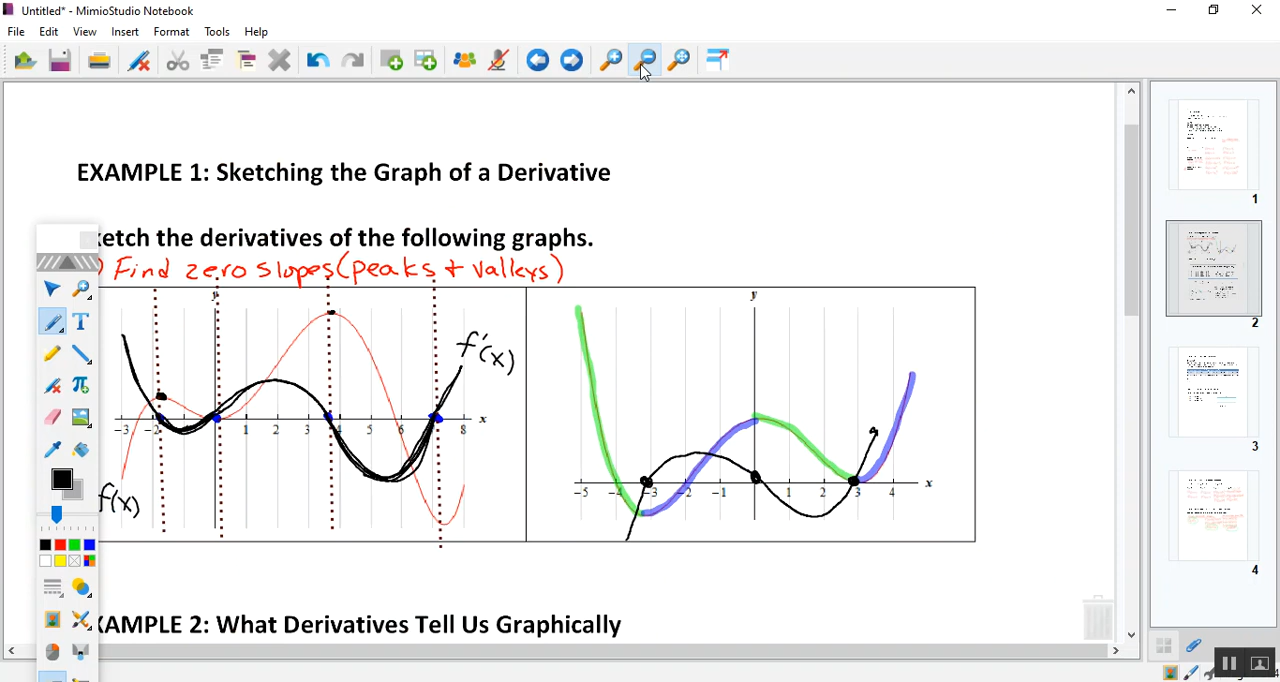 Untitled* - MimioStudio Notebook
File Edit View Insert Format Tools Help
EXAMPLE 1: Sketching the Graph of a Derivative
ketch the derivatives of the following graphs.
) Find zero slopes (peaks + valleys)
y
f'(x)
-3 -2 1 2 3 4 5 6 7 8 x
f(x)
y
-5 -4 -3 -2 -1 1 2 3 4 x
XAMPLE 2: What Derivatives Tell Us Graphically
1
2
3
4